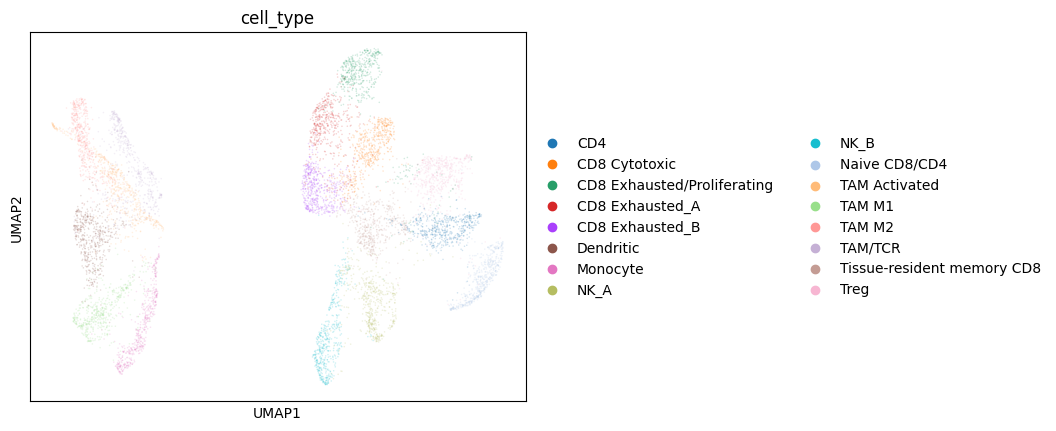 cell_type
UMAP2
UMAP1
CD4
CD8 Cytotoxic
CD8 Exhausted/Proliferating
CD8 Exhausted_A
CD8 Exhausted_B
Dendritic
Monocyte
NK_A
NK_B
Naive CD8/CD4
TAM Activated
TAM M1
TAM M2
TAM/TCR
Tissue-resident memory CD8
Treg